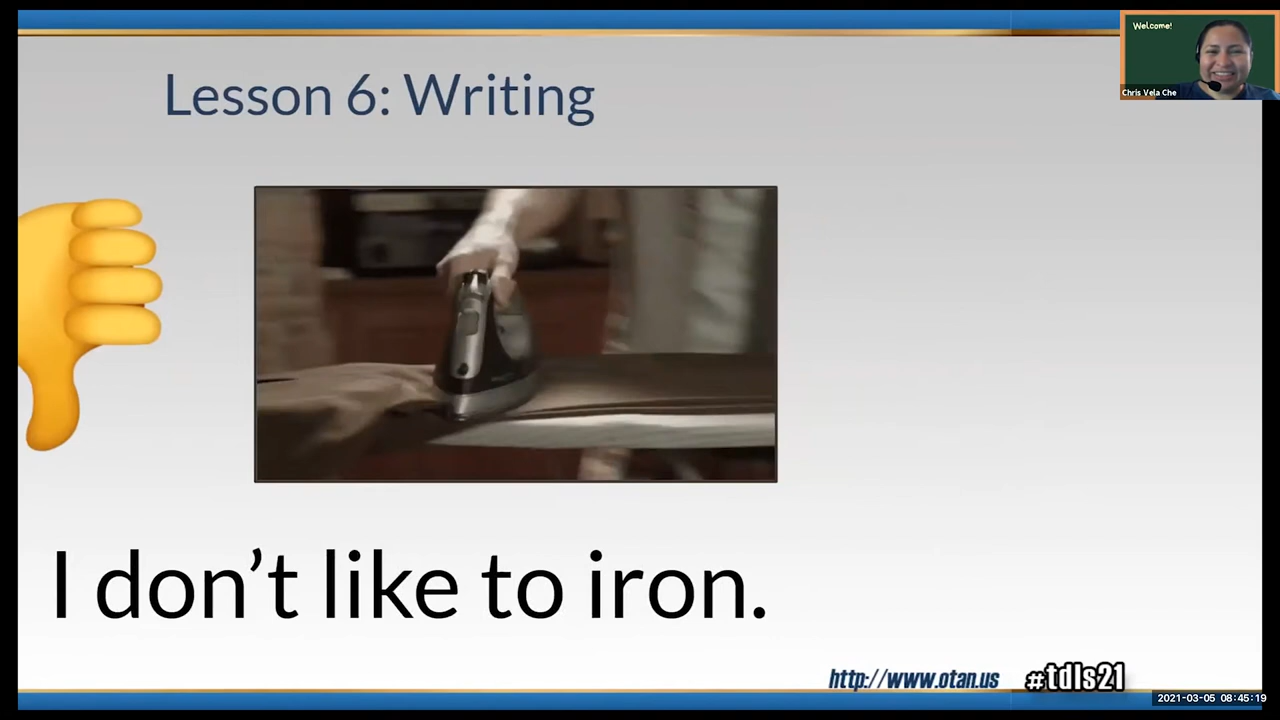 Welcome!
Chris Vela Che
Lesson 6: Writing
I don’t like to iron.
http://www.otan.us #tdls21
2021-03-05 08:45:19